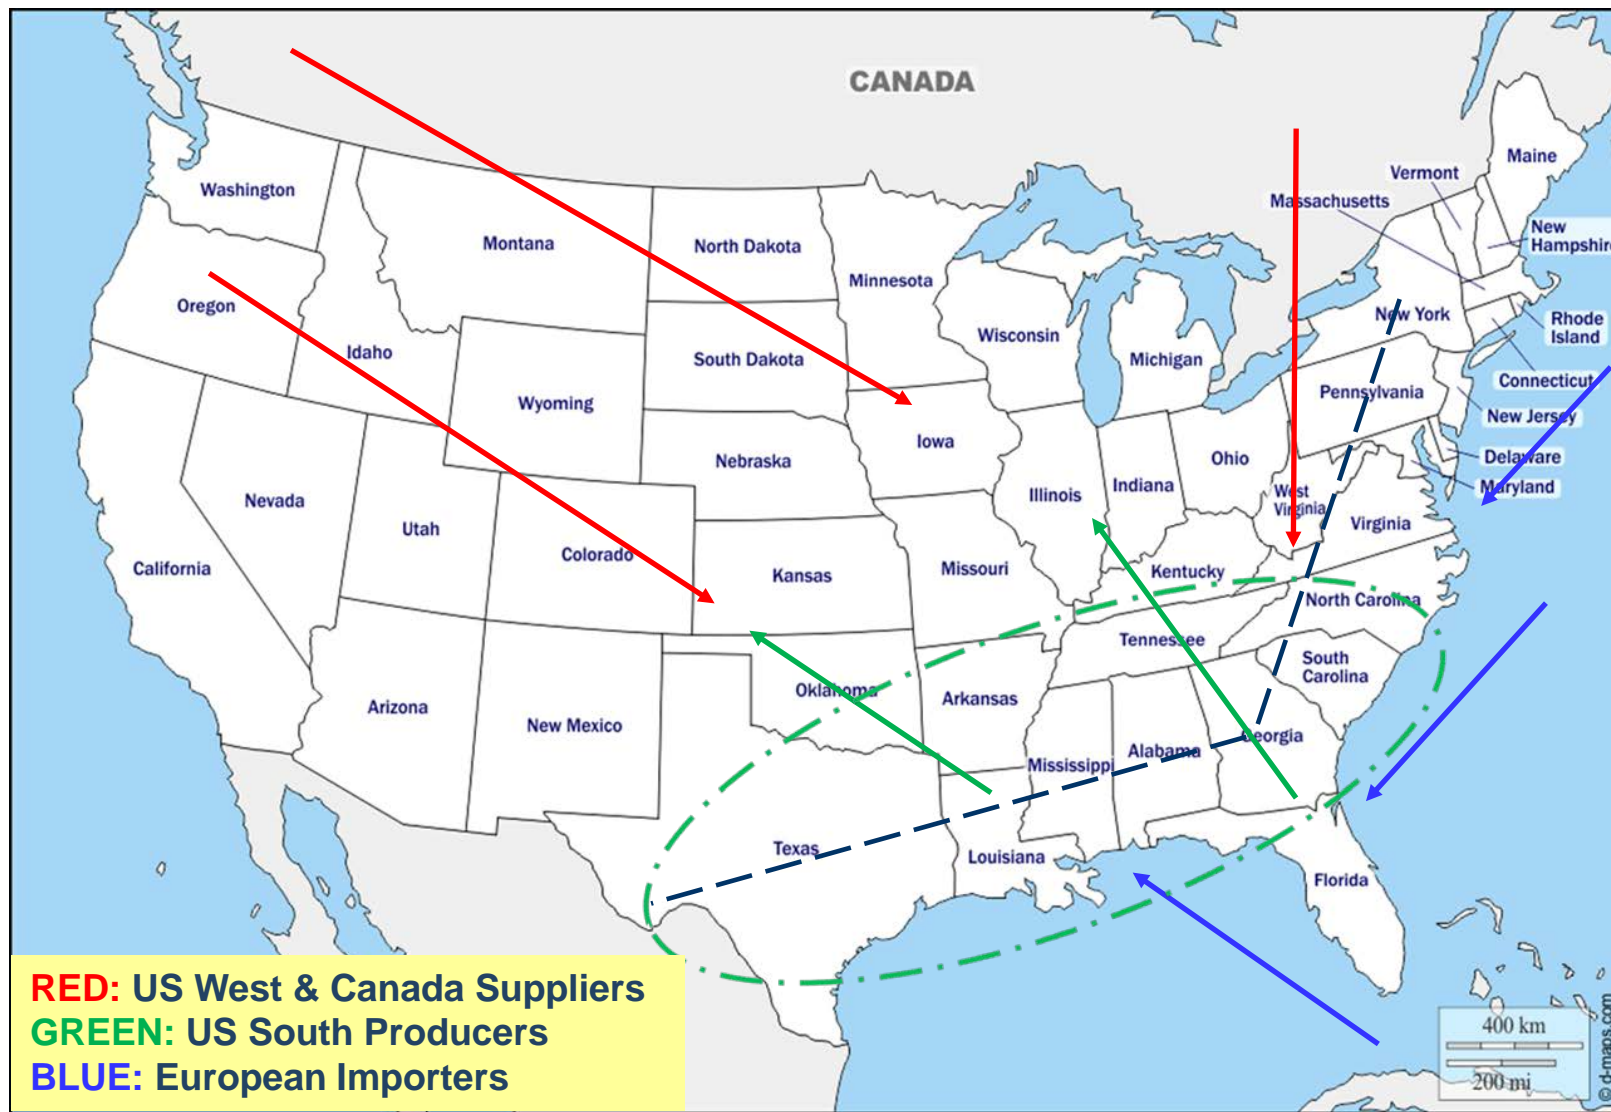 CANADA
Washington
Montana
North Dakota
Minnesota
Vermont
Maine
Massachusetts
New
Hampshire
Oregon
Idaho
Wyoming
South Dakota
Wisconsin
Michigan
New York
Rhode
Island
Connecticut
Pennsylvania
New Jersey
Iowa
Nebraska
Ohio
Delaware
Maryland
Nevada
Utah
Colorado
Kansas
Illinois
Indiana
West
Virginia
Virginia
California
Missouri
Kentucky
North Carolina
Tennessee
South
Carolina
Arizona
New Mexico
Oklahoma
Arkansas
Mississippi
Alabama
Georgia
Texas
Louisiana
Florida
RED: US West & Canada Suppliers
GREEN: US South Producers
BLUE: European Importers
400 km
200 mi
© d-maps.com